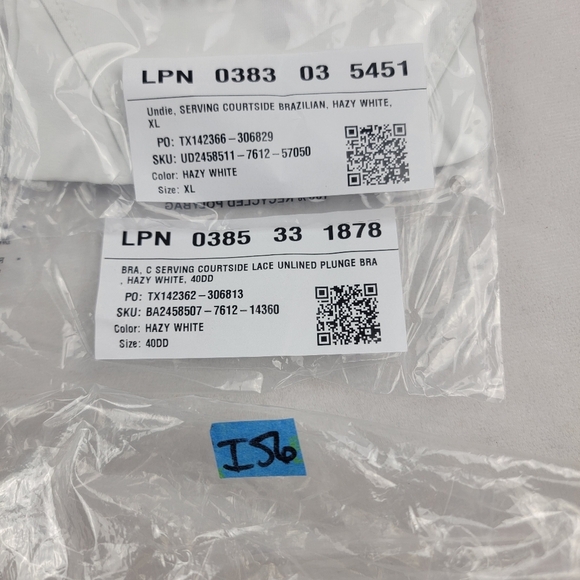 LPN 0383 03 5451
Undie, SERVING COURTSIDE BRAZILIAN, HAZY WHITE,
XL
PO: TX142366-306829
SKU: UD2458511-7612-57050
Color: HAZY WHITE
Size: XL
RECYCLED POLYBAG
LPN 0385 33 1878
BRA, C SERVING COURTSIDE LACE UNLINED PLUNGE BRA
, HAZY WHITE, 40DD
PO: TX142362-306813
SKU: BA2458507-7612-14360
Color: HAZY WHITE
Size: 40DD
I56